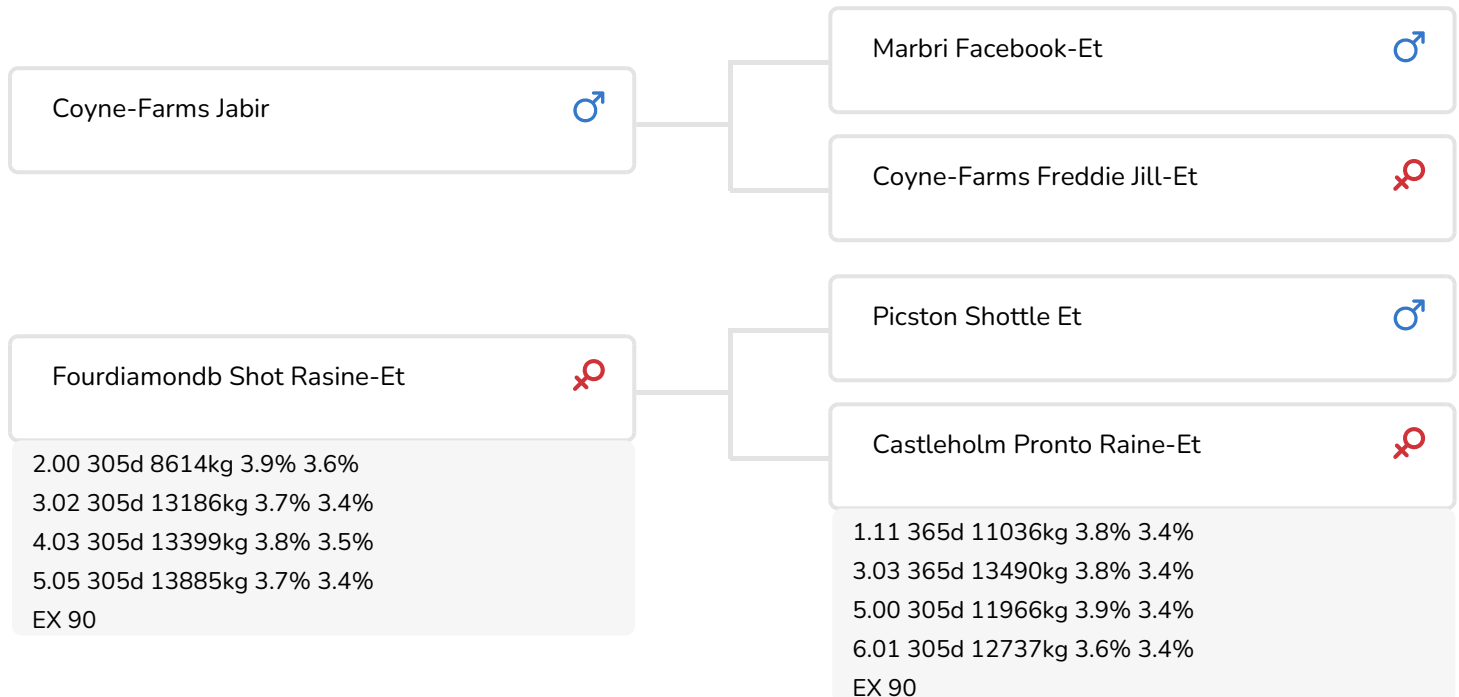 Marbri Facebook-Et
Coyne-Farms Jabir
Coyne-Farms Freddie Jill-Et
Picston Shottle Et
Fourdiamondb Shot Rasine-Et
2.00 305d 8614kg 3.9% 3.6%
3.02 305d 13186kg 3.7% 3.4%
4.03 305d 13399kg 3.8% 3.5%
5.05 305d 13885kg 3.7% 3.4%
EX 90
Castleholm Pronto Raine-Et
1.11 365d 11036kg 3.8% 3.4%
3.03 365d 13490kg 3.8% 3.4%
5.00 305d 11966kg 3.9% 3.4%
6.01 305d 12737kg 3.6% 3.4%
EX 90